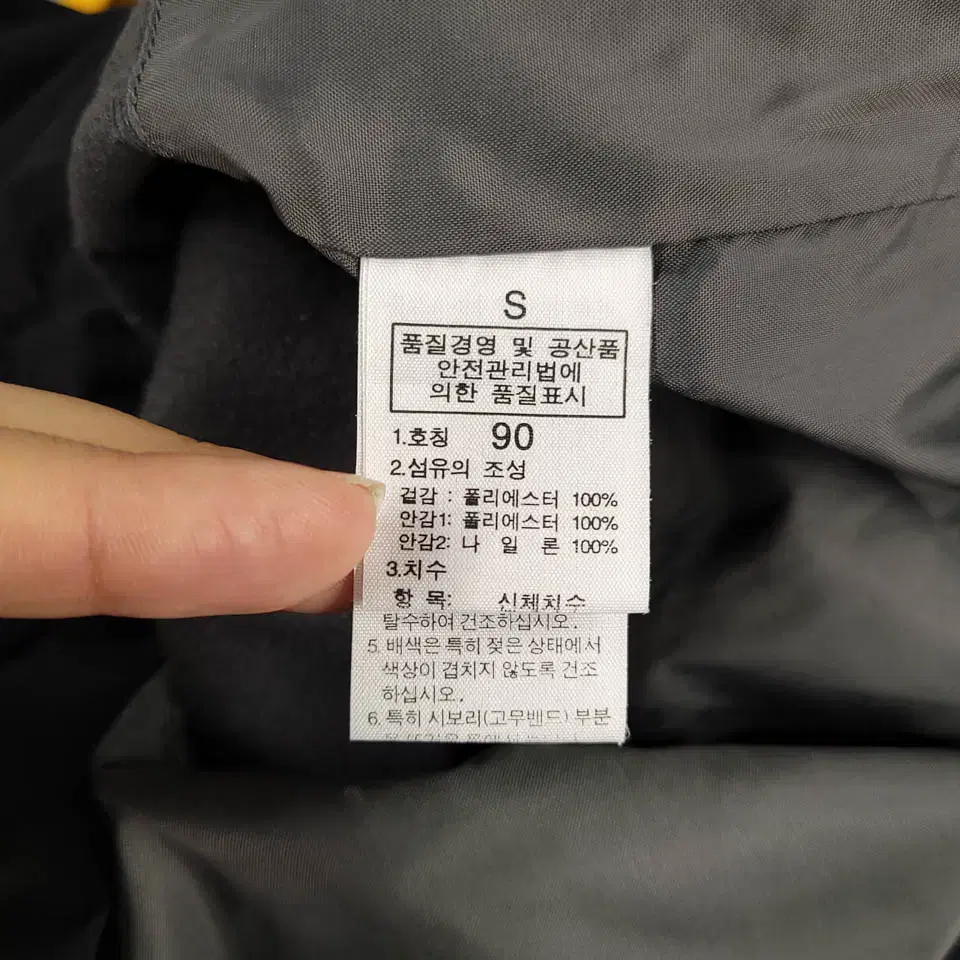 S
품질경영 및 공산품
안전관리법에
의한 품질표시
1.호칭 90
2.섬유의 조성
겉감 : 폴리에스터 100%
안감1: 폴리에스터 100%
안감2: 나 일 론 100%
3.치수
항 목: 신체치수
탈수하여 건조하십시오.
5. 배색은 특히 젖은 상태에서
색상이 겹치지 않도록 건조
하십시오.
6. 특히 시보리(고무밴드) 부분